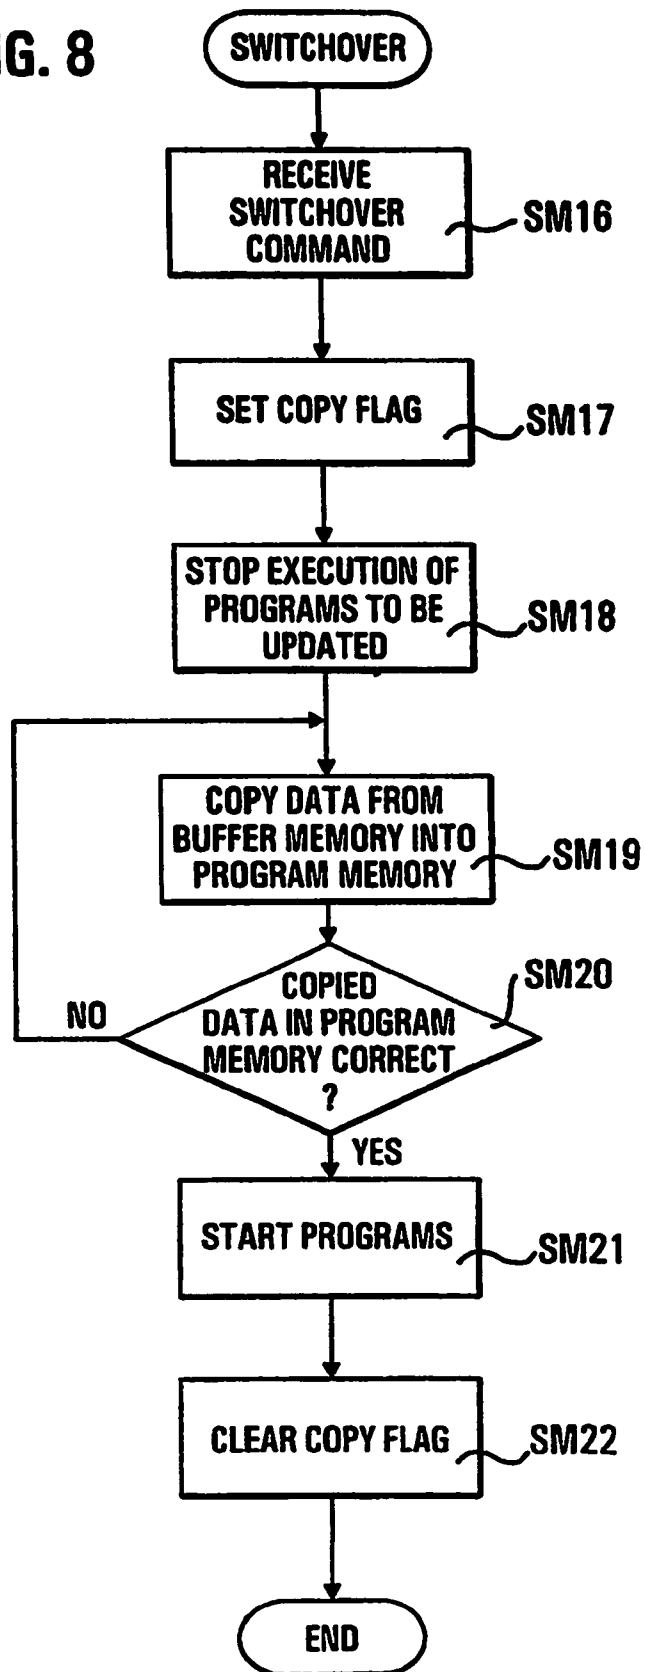 G. 8
SWITCHOVER
RECEIVE
SWITCHOVER
COMMAND
SM16
SET COPY FLAG
SM17
STOP EXECUTION OF
PROGRAMS TO BE
UPDATED
SM18
COPY DATA FROM
BUFFER MEMORY INTO
PROGRAM MEMORY
SM19
COPIED
DATA IN PROGRAM
MEMORY CORRECT
?
SM20
NO
YES
START PROGRAMS
SM21
CLEAR COPY FLAG
SM22
END